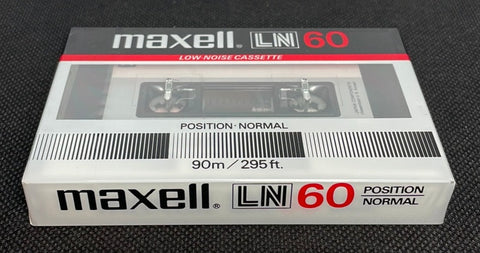 maxell® LN 60
LOW NOISE CASSETTE
POSITION·NORMAL
90m/295ft.
maxell® LN 60 POSITION
NORMAL